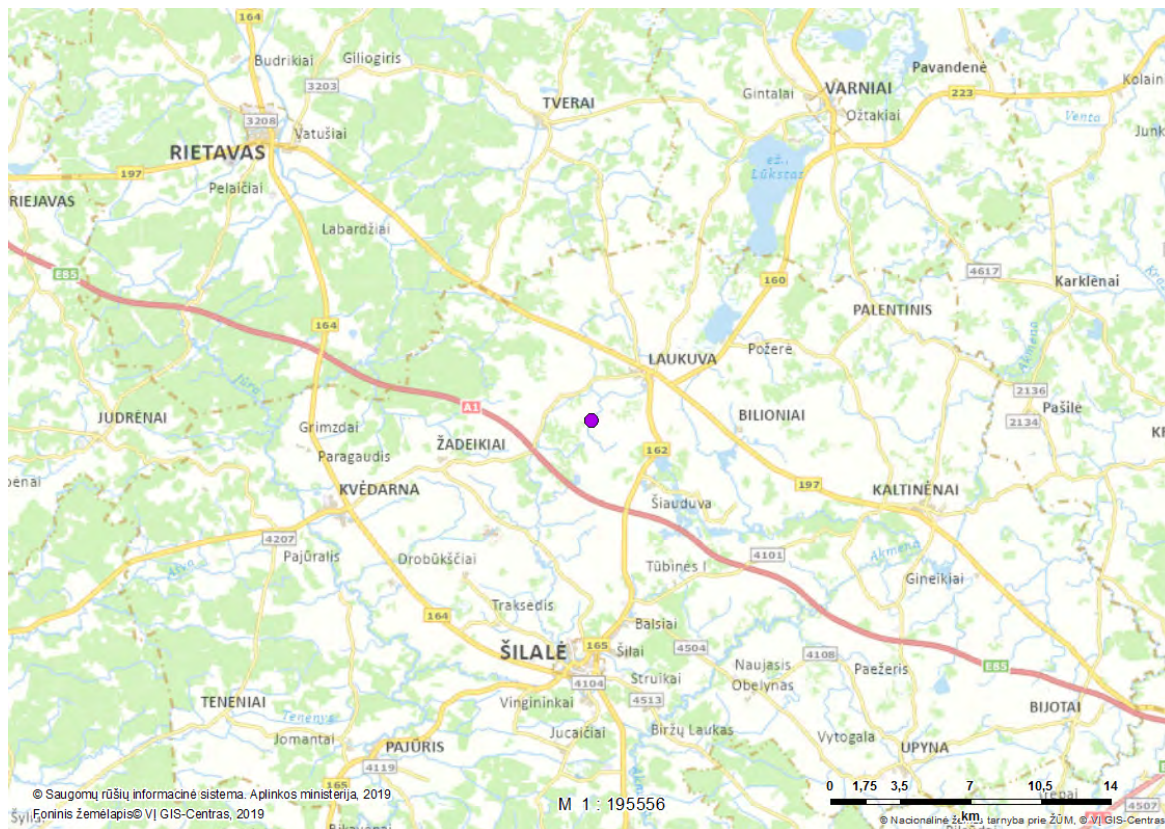 164
Budrikiai
Giliogiris
3203
TVERAI
Gintalai
VARNIAI
Pavandenė
223
Ožtakiai
Venta
3208
Vatušiai
RIETAVAS
197
Pelaičiai
ež.
Lūkstas
RIEJAVAS
Labardžiai
E85
160
4617
Karklėnai
PALENTINIS
164
LAUKUVA
Požerė
Akmena
Jūra
A1
2136
2134
Pašilė
BILIONIAI
JUDRĖNAI
Grimzdai
ŽADEIKIAI
Paragaudis
162
197
KALTINĖNAI
KVĖDARNA
Šiauduva
4207
Pajūralis
Drobūkščiai
4101
Akmena
Ašva
Tūbinės I
Gineikiai
Traksedis
164
Balsiai
ŠILALĖ
165
Šilai
4504
4108
Paežeris
E85
Naujasis
Obelynas
4104
Struikai
TENENIAI
Vingininkai
4513
BIJOTAI
Tenenys
Jomantai
PAJŪRIS
Jucaičiai
Biržų Laukas
Vytogala
UPYNA
4119
165
0 1,75 3,5 7 10,5 14
km
© Saugomų rūšių informacinė sistema. Aplinkos ministerija, 2019
M 1 : 195556
Foninis žemėlapis© VĮ GIS-Centras, 2019
4507